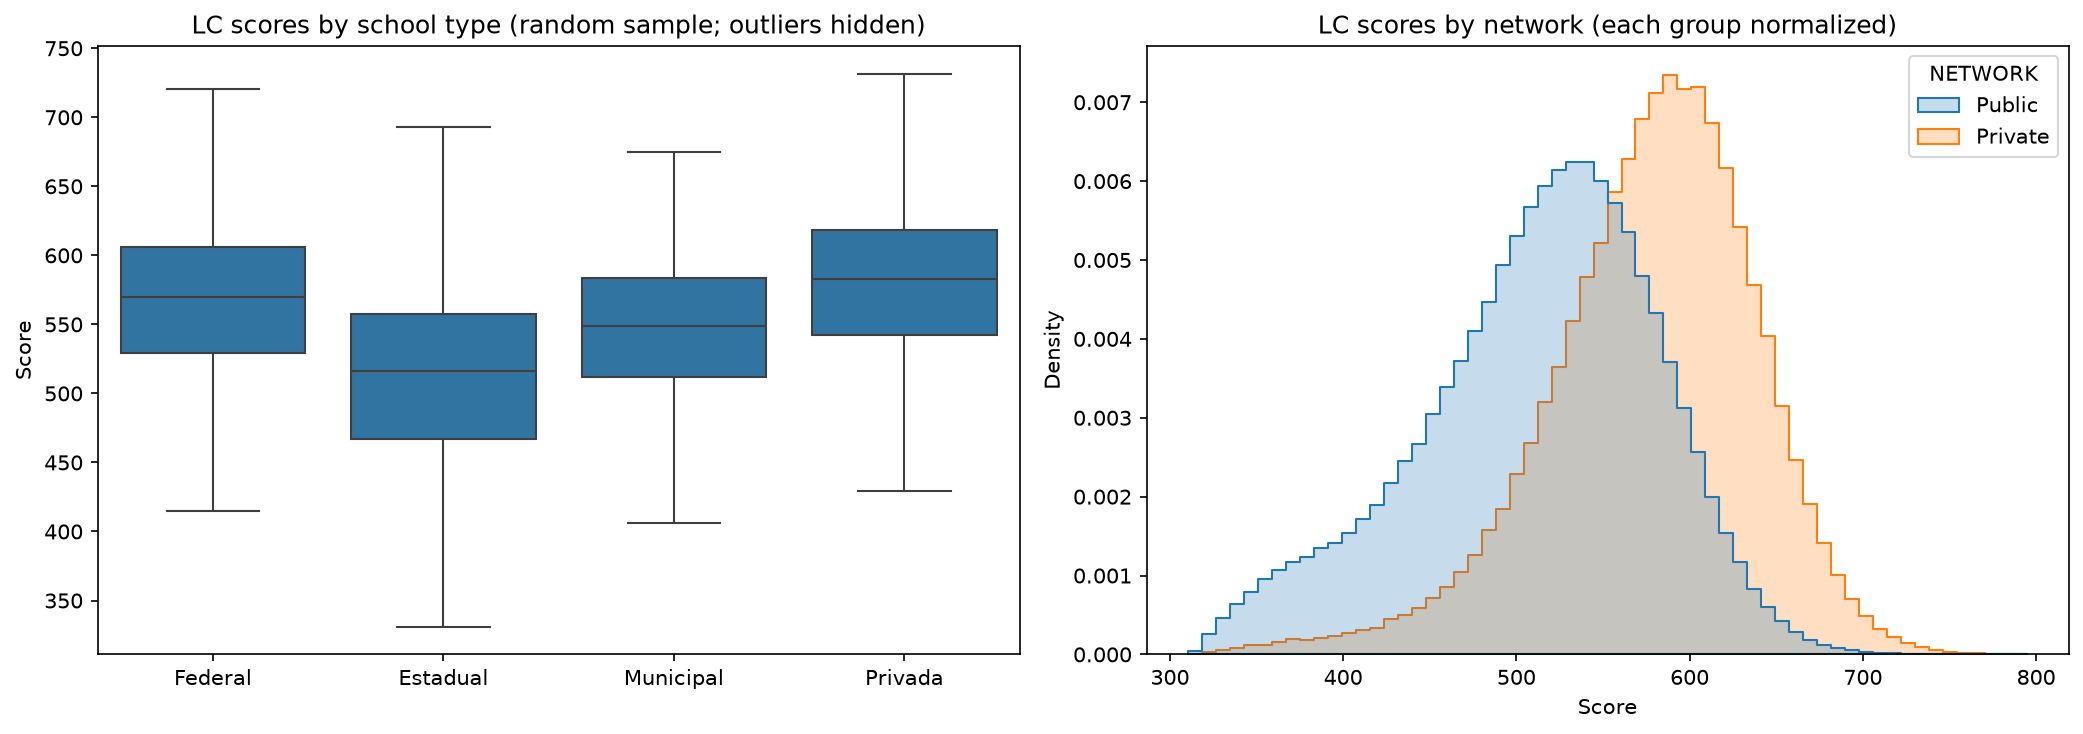 LC scores by school type (random sample; outliers hidden)
750
700
650
600
550
500
450
400
350
Score
Federal
Estadual
Municipal
Privada
LC scores by network (each group normalized)
NETWORK
Public
Private
0.007
0.006
0.005
0.004
0.003
0.002
0.001
0.000
Density
300
400
500
600
700
800
Score